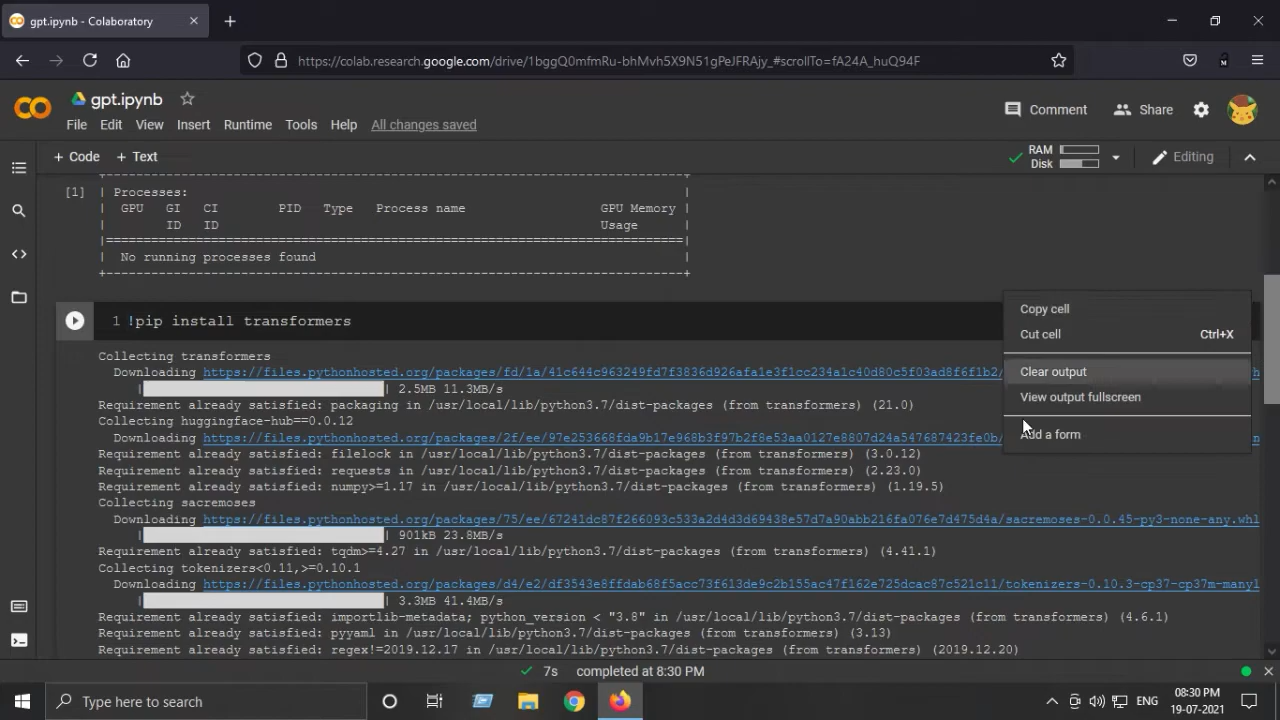 gpt.ipynb - Colaboratory
https://colab.research.google.com/drive/1bggQ0mfmRu-bhMvh5X9N51gPeJFRAjy_#scrollTo=fA24A_huQ94F
gpt.ipynb
Comment
Share
File Edit View Insert Runtime Tools Help All changes saved
+ Code + Text
RAM
Disk
Editing
[1] | Processes: |
| GPU GI CI PID Type Process name GPU Memory |
| ID ID Usage |
|=============================================================================|
| No running processes found |
+-----------------------------------------------------------------------------+
1 !pip install transformers
Copy cell
Cut cell Ctrl+X
Clear output
View output fullscreen
Add a form
Collecting transformers
Downloading https://files.pythonhosted.org/packages/fd/1a/41c644c963249fd7f3836d926afa1e3f1cc234a1c40d80c5f03ad8f6f1b2/
| 2.5MB 11.3MB/s
Requirement already satisfied: packaging in /usr/local/lib/python3.7/dist-packages (from transformers) (21.0)
Collecting huggingface-hub==0.0.12
Downloading https://files.pythonhosted.org/packages/2f/ee/97e253668fda9b17e968b3f97b2f8e53aa0127e8807d24a547687423fe0b/
Requirement already satisfied: filelock in /usr/local/lib/python3.7/dist-packages (from transformers) (3.0.12)
Requirement already satisfied: requests in /usr/local/lib/python3.7/dist-packages (from transformers) (2.23.0)
Requirement already satisfied: numpy>=1.17 in /usr/local/lib/python3.7/dist-packages (from transformers) (1.19.5)
Collecting sacremoses
Downloading https://files.pythonhosted.org/packages/75/ee/67241dc87f266093c533a2d4d3d69438e57d7a90abb216fa076e7d475d4a/sacremoses-0.0.45-py3-none-any.whl
| 901kB 23.8MB/s
Requirement already satisfied: tqdm>=4.27 in /usr/local/lib/python3.7/dist-packages (from transformers) (4.41.1)
Collecting tokenizers<0.11,>=0.10.1
Downloading https://files.pythonhosted.org/packages/d4/e2/df3543e8ffdab68f5acc73f613de9c2b155ac47f162e725dcac87c521c11/tokenizers-0.10.3-cp37-cp37m-manyl
| 3.3MB 41.4MB/s
Requirement already satisfied: importlib-metadata; python_version < "3.8" in /usr/local/lib/python3.7/dist-packages (from transformers) (4.6.1)
Requirement already satisfied: pyyaml in /usr/local/lib/python3.7/dist-packages (from transformers) (3.13)
Requirement already satisfied: regex!=2019.12.17 in /usr/local/lib/python3.7/dist-packages (from transformers) (2019.12.20)
7s completed at 8:30 PM
Type here to search
ENG
08:30 PM
19-07-2021